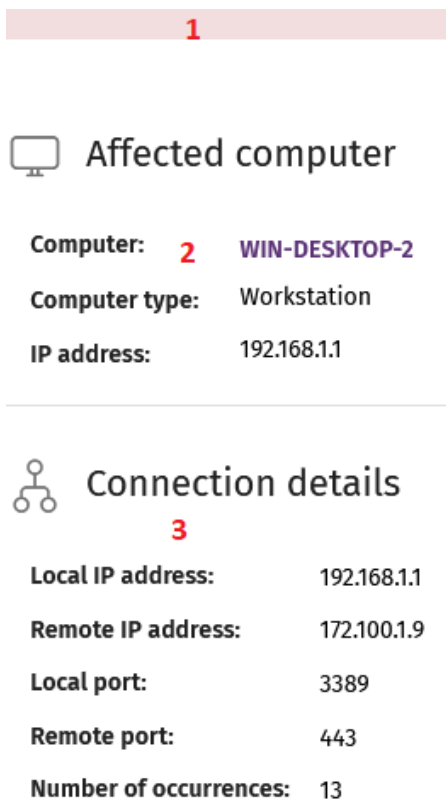 1
Affected computer
Computer: 2 WIN-DESKTOP-2
Computer type: Workstation
IP address: 192.168.1.1
Connection details
3
Local IP address: 192.168.1.1
Remote IP address: 172.100.1.9
Local port: 3389
Remote port: 443
Number of occurrences: 13